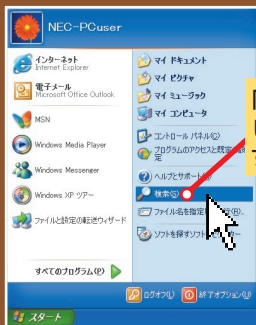 NEC-PCuser
インターネット
Internet Explorer
電子メール
Microsoft Office Outlook
MSN
Windows Media Player
Windows Messenger
Windows XP ツアー
ファイルと設定の転送ウィザード
すべてのプログラム(P)
マイ ドキュメント
マイ ピクチャ
マイ ミュージック
マイ コンピュータ
コントロール パネル(C)
プログラムのアクセスと既定の
定
ヘルプとサポート(H)
検索(S)
ファイル名を指定して実行(R)...
ソフトを探すソフト
ログオフ(L)
終了オプション(U)
スタート